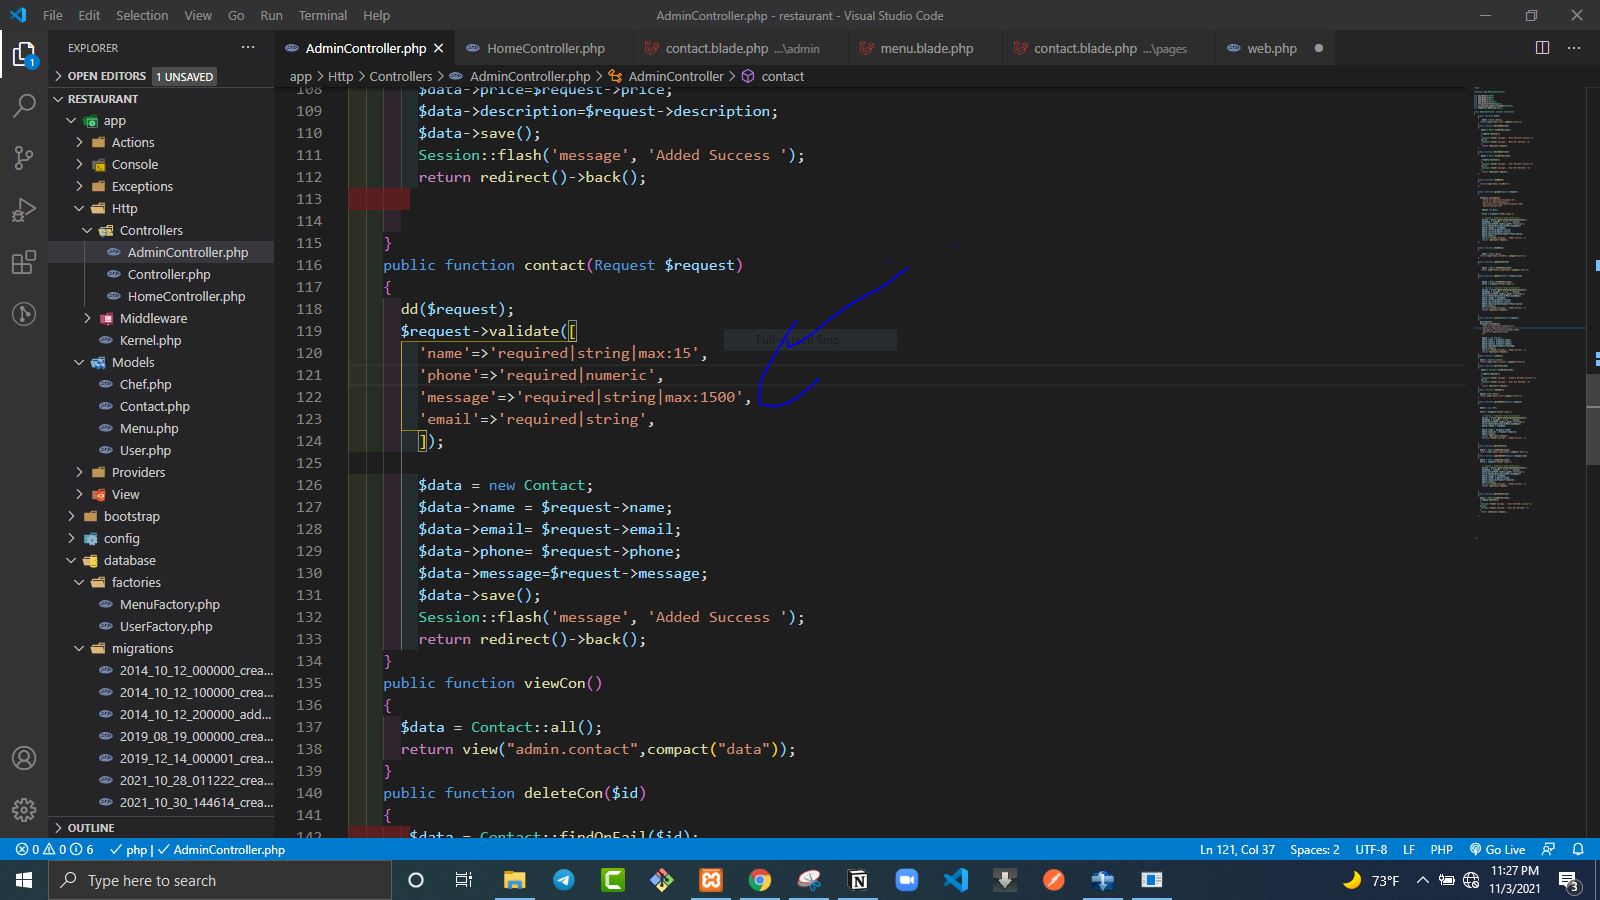 File Edit Selection View Go Run Terminal Help
AdminController.php - restaurant - Visual Studio Code
EXPLORER
AdminController.php
HomeController.php
contact.blade.php ...\admin
menu.blade.php
contact.blade.php ...\pages
web.php
OPEN EDITORS 1 UNSAVED
app > Http > Controllers > AdminController.php > AdminController > contact
RESTAURANT
app
Actions
Console
Exceptions
Http
Controllers
AdminController.php
Controller.php
HomeController.php
Middleware
Kernel.php
Models
Chef.php
Contact.php
Menu.php
User.php
Providers
View
bootstrap
config
database
factories
MenuFactory.php
UserFactory.php
migrations
2014_10_12_000000_crea...
2014_10_12_100000_crea...
2014_10_12_200000_add...
2019_08_19_000000_crea...
2019_12_14_000001_crea...
2021_10_28_011222_crea...
2021_10_30_144614_crea...
OUTLINE
108 $data->price=$request->price;
109 $data->description=$request->description;
110 $data->save();
111 Session::flash('message', 'Added Success ');
112 return redirect()->back();
113
114
115 }
116 public function contact(Request $request)
117 {
118 dd($request);
119 $request->validate([
Full-screen Snip
120 'name'=>'required|string|max:15',
121 'phone'=>'required|numeric',
122 'message'=>'required|string|max:1500',
123 'email'=>'required|string',
124 ]);
125
126 $data = new Contact;
127 $data->name = $request->name;
128 $data->email= $request->email;
129 $data->phone= $request->phone;
130 $data->message=$request->message;
131 $data->save();
132 Session::flash('message', 'Added Success ');
133 return redirect()->back();
134 }
135 public function viewCon()
136 {
137 $data = Contact::all();
138 return view("admin.contact",compact("data"));
139 }
140 public function deleteCon($id)
141 {
142 $data = Contact::findOrFail($id);
0 0 6 php | AdminController.php
Ln 121, Col 37 Spaces: 2 UTF-8 LF PHP Go Live
Type here to search
73°F
11:27 PM
11/3/2021
3